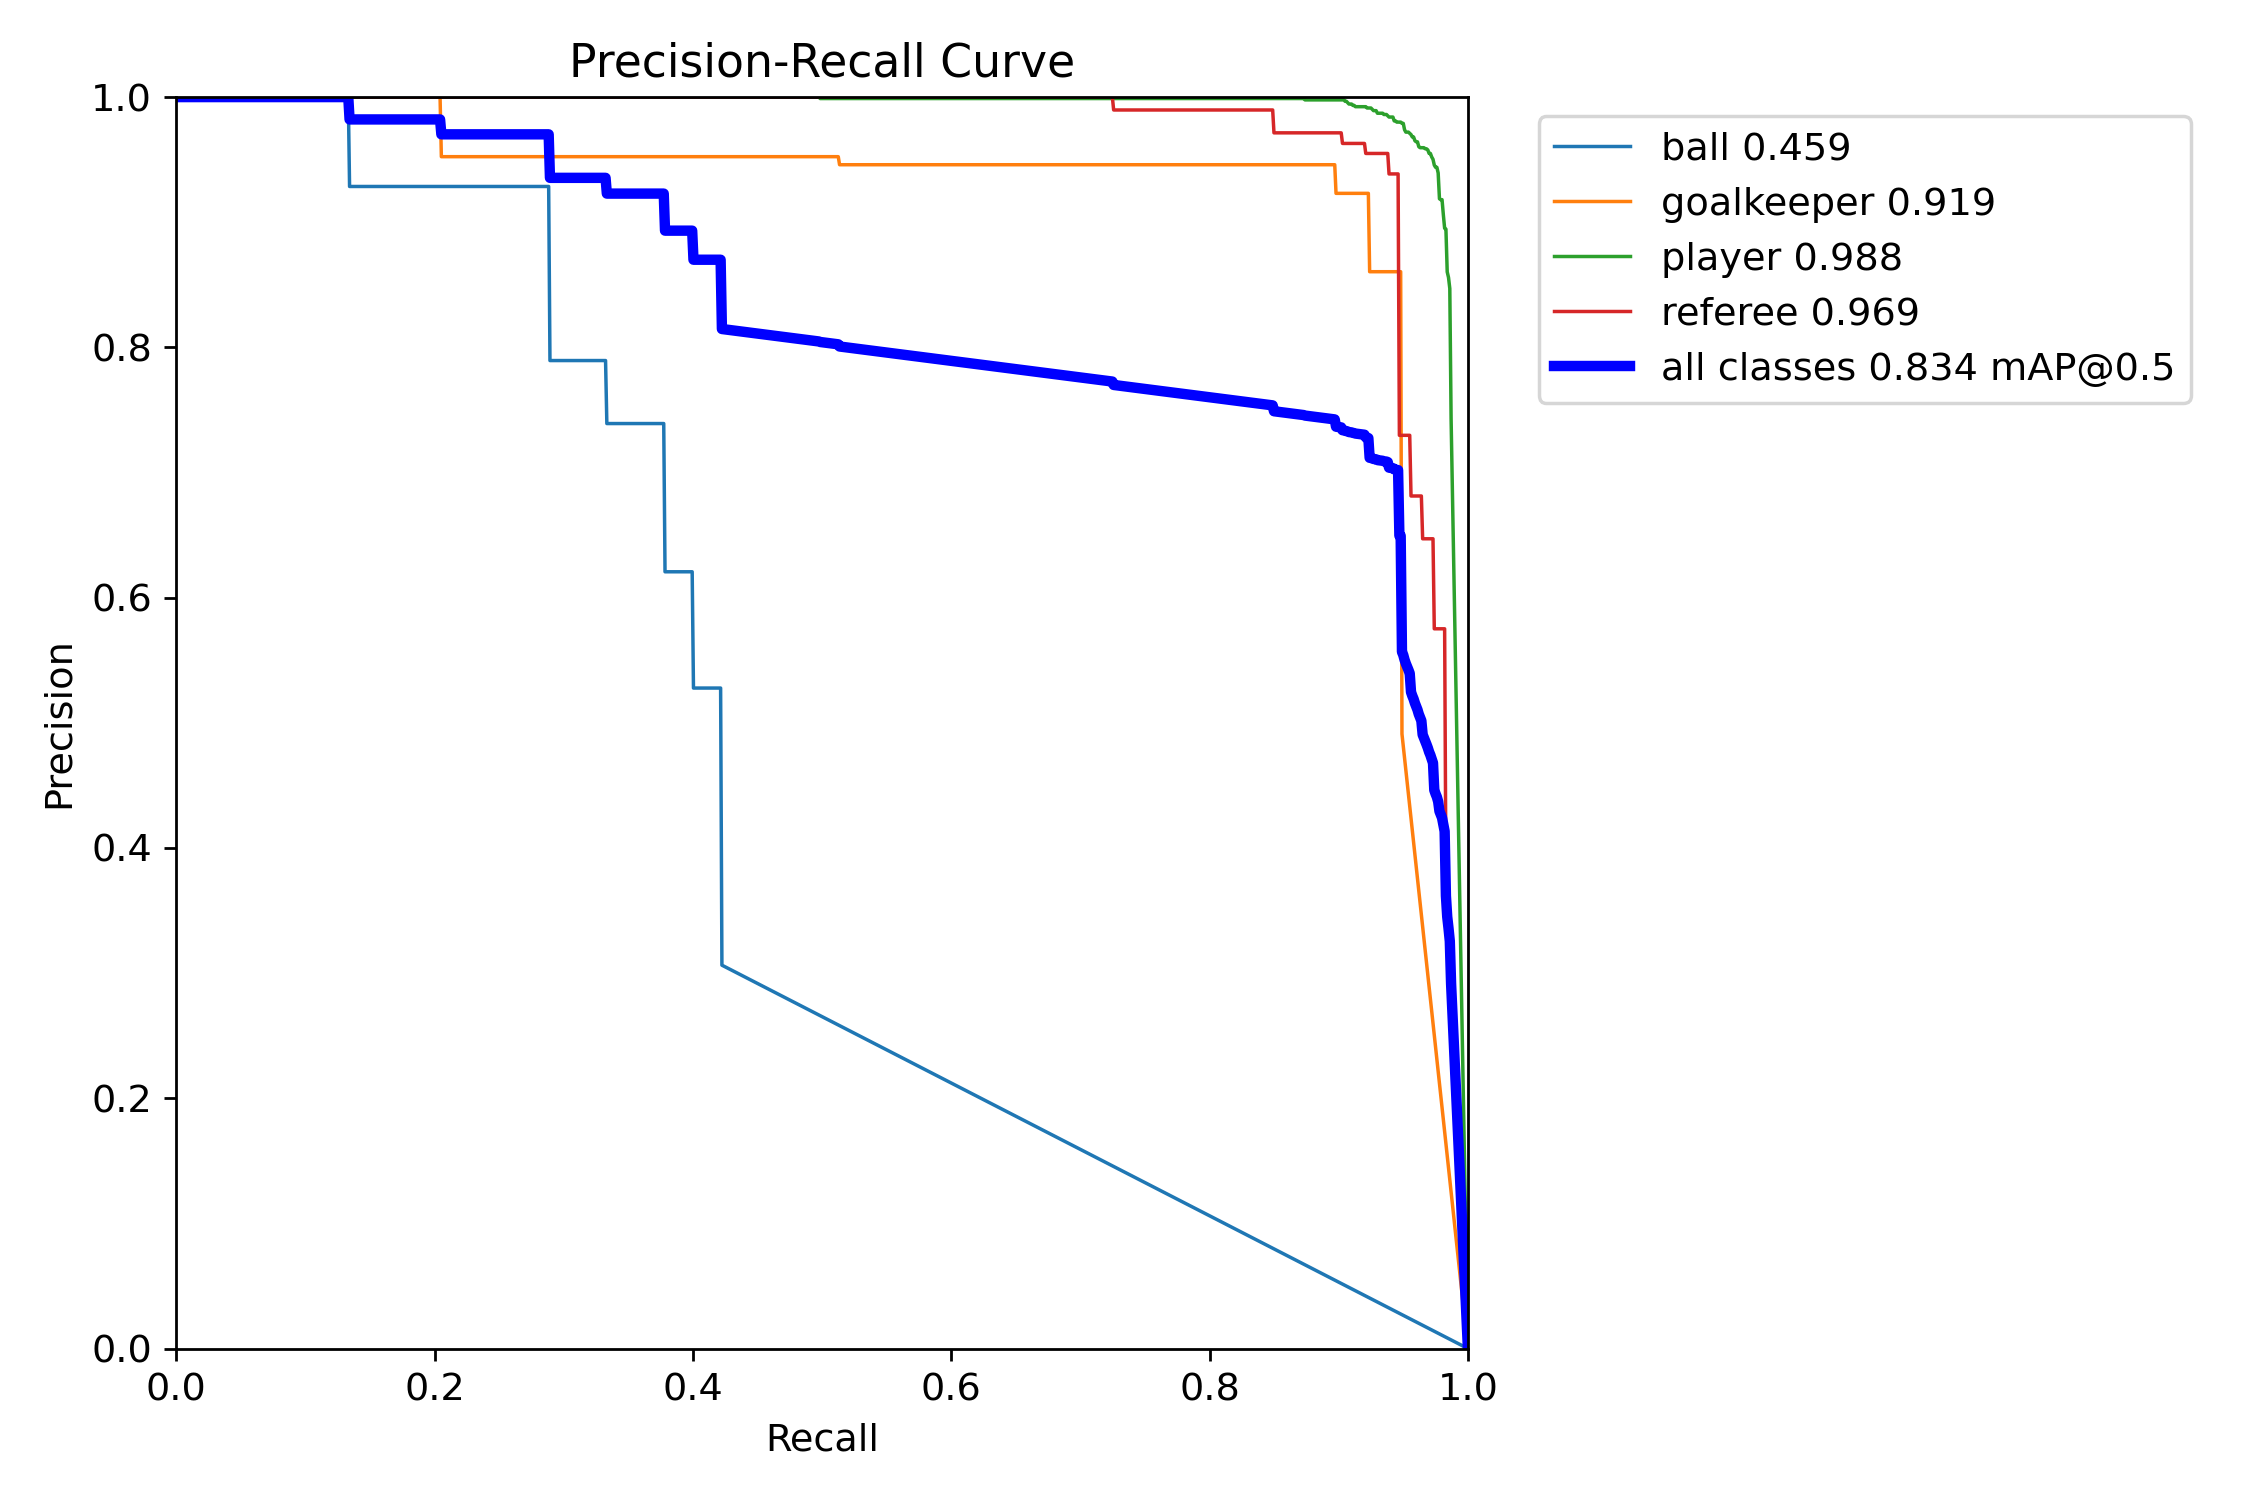 Precision-Recall Curve
1.0
0.8
0.6
0.4
0.2
0.0
Precision
0.0 0.2 0.4 0.6 0.8 1.0
Recall
ball 0.459
goalkeeper 0.919
player 0.988
referee 0.969
all classes 0.834 mAP@0.5